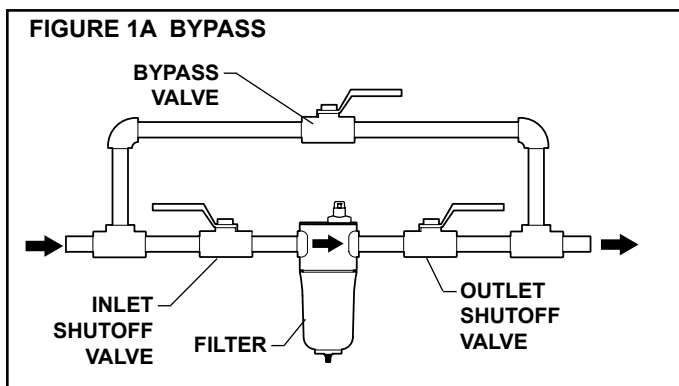 FIGURE 1A  BYPASS
BYPASS
VALVE
INLET
SHUTOFF
VALVE
FILTER
OUTLET
SHUTOFF
VALVE